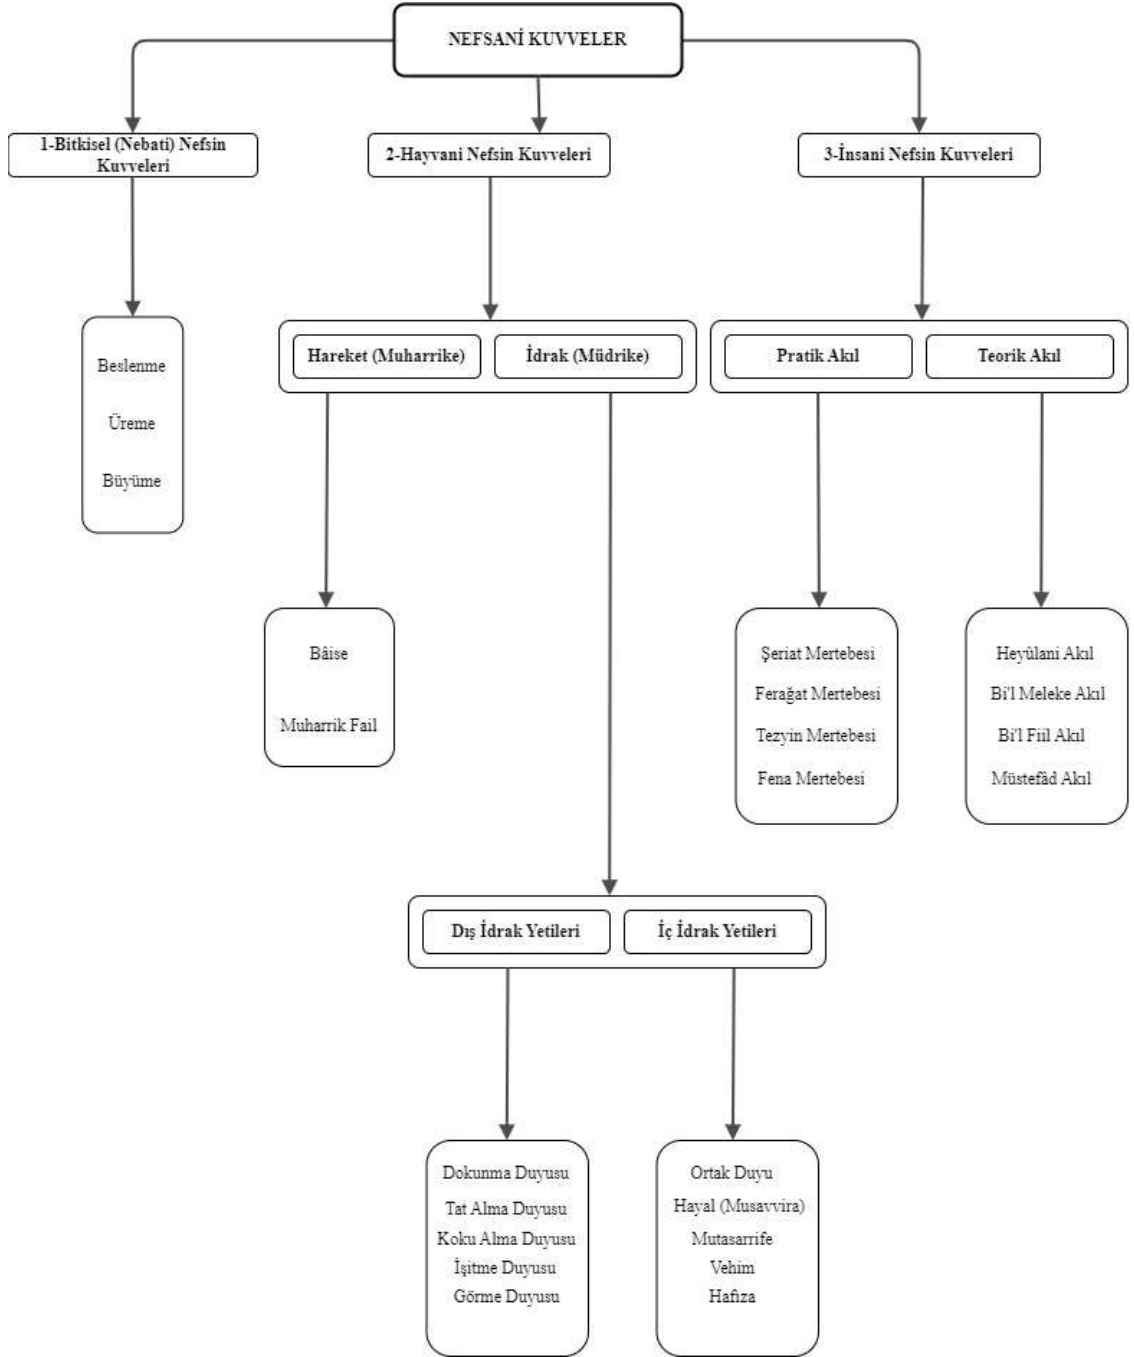 NEFSANİ KUVVELER
1-Bitkisel (Nebati) Nefsin
Kuvveleri
2-Hayvani Nefsin Kuvveleri
3-İnsani Nefsin Kuvveleri
Beslenme
Üreme
Büyüme
Hareket (Muharrike)
İdrak (Müdrike)
Pratik Akıl
Teorik Akıl
Bâise
Muharrik Fail
Şeriat Mertebesi
Ferağat Mertebesi
Tezyin Mertebesi
Fena Mertebesi
Heyûlani Akıl
Bi'l Meleke Akıl
Bi'l Fiil Akıl
Müstefâd Akıl
Dış İdrak Yetileri
İç İdrak Yetileri
Dokunma Duyusu
Tat Alma Duyusu
Koku Alma Duyusu
İşitme Duyusu
Görme Duyusu
Ortak Duyu
Hayal (Musavvira)
Mutasarrife
Vehim
Hafıza